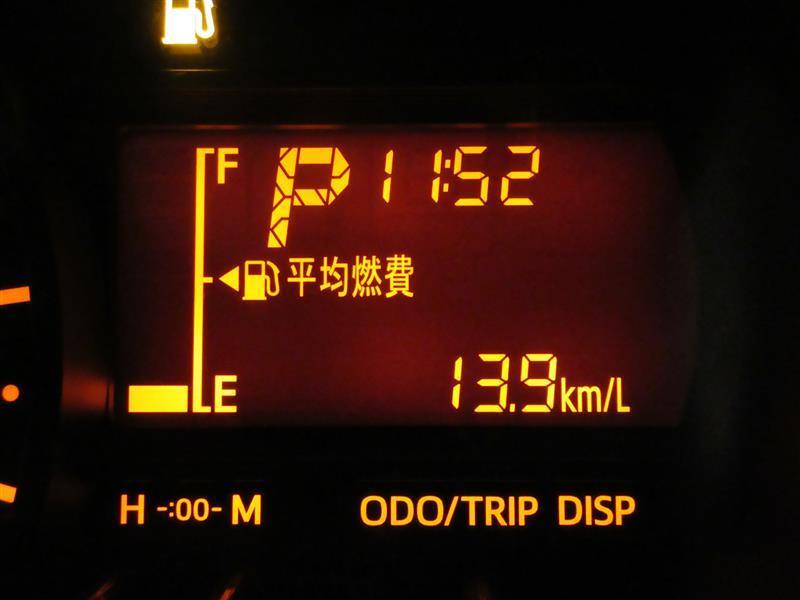 F P 11:52
平均燃費
E 13.9km/L
H -:00- M ODO/TRIP DISP